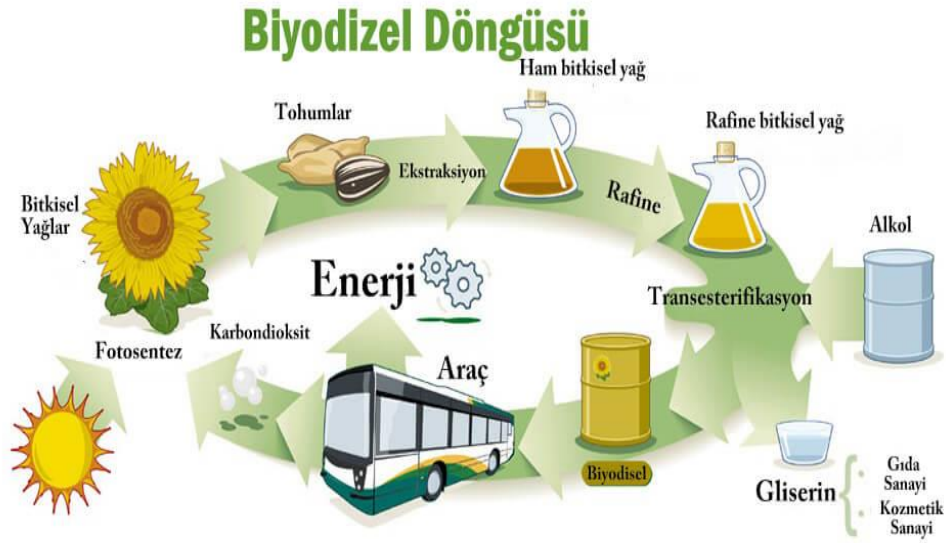 Biyodizel Döngüsü
Ham bitkisel yağ
Tohumlar
Rafine bitkisel yağ
Ekstraksiyon
Rafine
Bitkisel
Yağlar
Alkol
Enerji
Transesterifikasyon
Karbondioksit
Fotosentez
Araç
Biyodisel
Gliserin
Gıda
Sanayi
Kozmetik
Sanayi